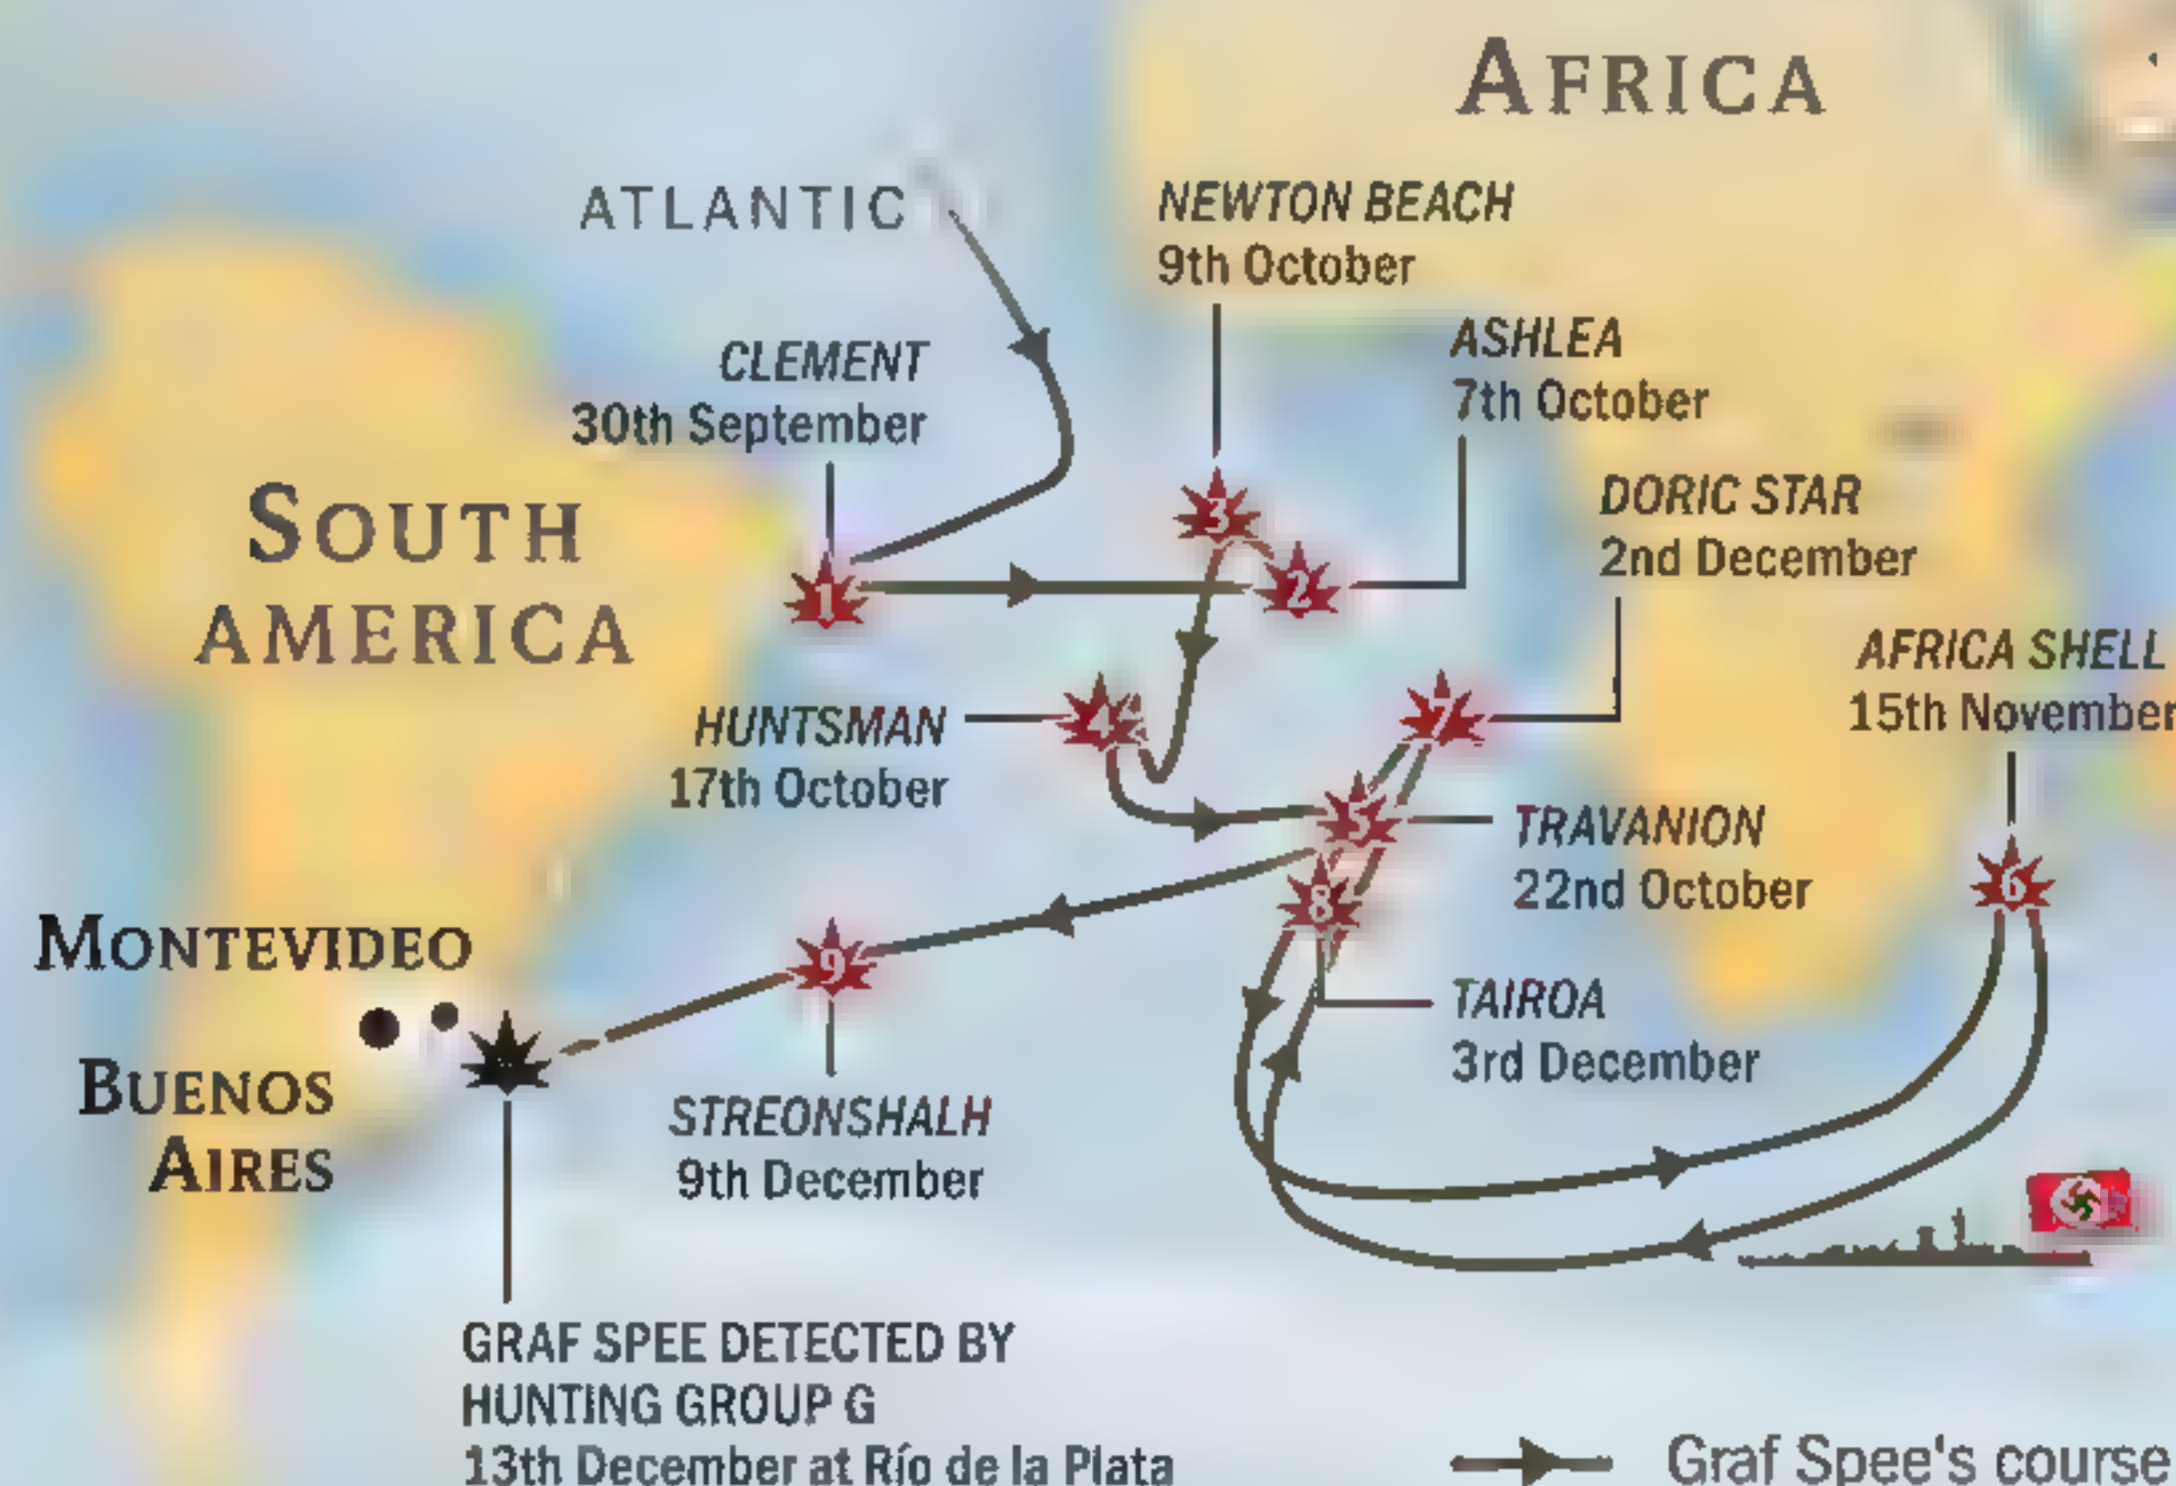 AFRICA
ATLANTIC
NEWTON BEACH
9th October
ASHLEA
7th October
CLEMENT
30th September
DORIC STAR
2nd December
SOUTH
AMERICA
3
2
1
AFRICA SHELL
15th November
HUNTSMAN
17th October
4
7
5
TRAVANION
22nd October
6
8
MONTEVIDEO
9
TAIROA
3rd December
BUENOS
AIRES
STREONSHALH
9th December
GRAF SPEE DETECTED BY
HUNTING GROUP G
13th December at Río de la Plata
Graf Spee's course